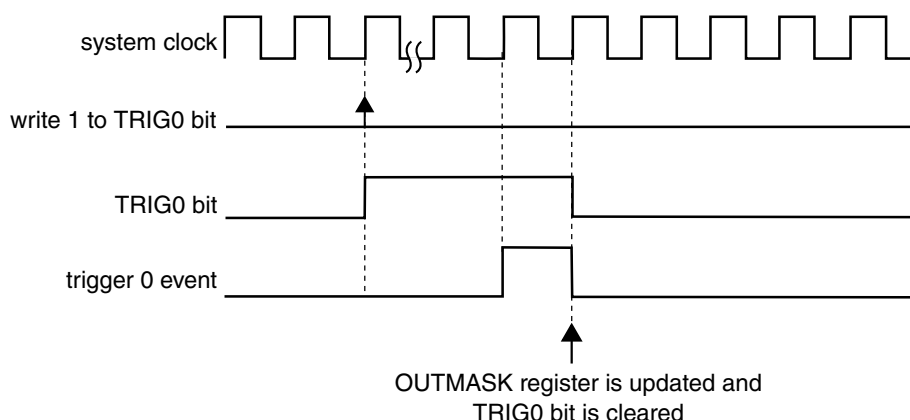 system clock
write 1 to TRIG0 bit
TRIG0 bit
trigger 0 event
OUTMASK register is updated and
TRIG0 bit is cleared